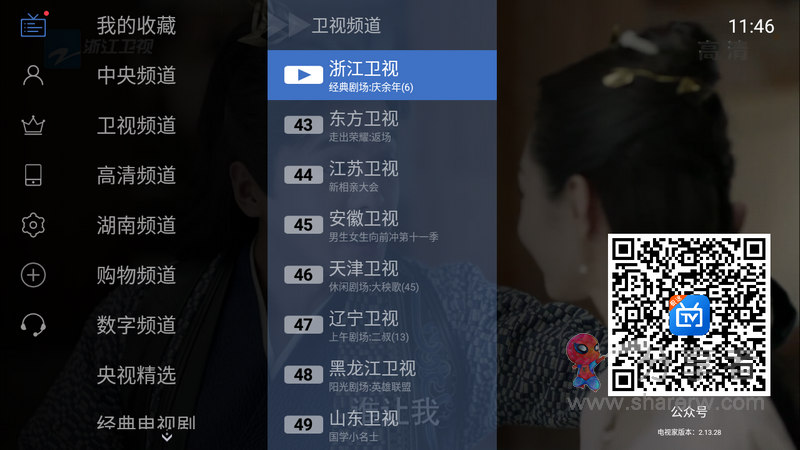 我的收藏
中央频道
卫视频道
高清频道
湖南频道
购物频道
数字频道
央视精选
经典电视剧
卫视频道
浙江卫视
经典剧场:庆余年(6)
43 东方卫视
走出荣耀:返场
44 江苏卫视
新相亲大会
45 安徽卫视
男生女生向前冲第十一季
46 天津卫视
休闲剧场:大秧歌(45)
47 辽宁卫视
上午剧场:二叔(13)
48 黑龙江卫视
阳光剧场:英雄联盟
49 山东卫视
国学小名士
11:46
浙江卫视
高清
让我
TV
www.sharerw.com
公众号
电视家版本: 2.13.28